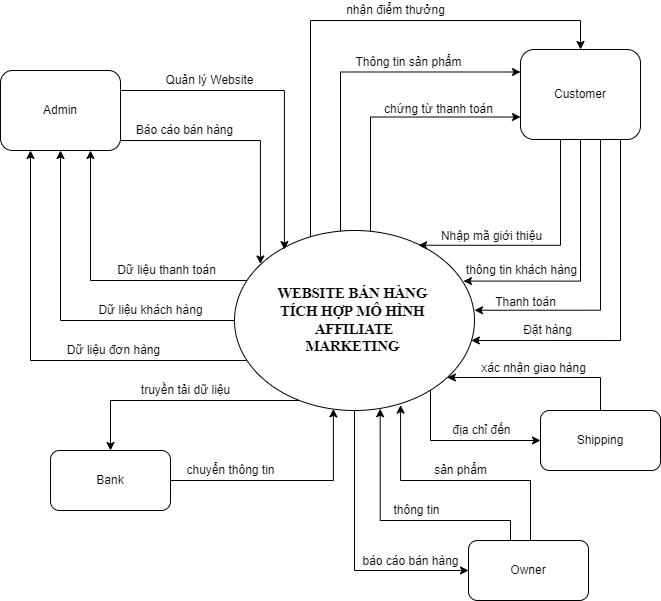 nhận điểm thưởng
Thông tin sản phẩm
Quản lý Website
Customer
Admin
chứng từ thanh toán
Báo cáo bán hàng
Nhập mã giới thiệu
Dữ liệu thanh toán
thông tin khách hàng
WEBSITE BÁN HÀNG
TÍCH HỢP MÔ HÌNH
AFFILIATE
MARKETING
Dữ liệu khách hàng
Thanh toán
Đặt hàng
Dữ liệu đơn hàng
xác nhận giao hàng
truyền tải dữ liệu
địa chỉ đến
Shipping
chuyển thông tin
sản phẩm
Bank
thông tin
báo cáo bán hàng
Owner